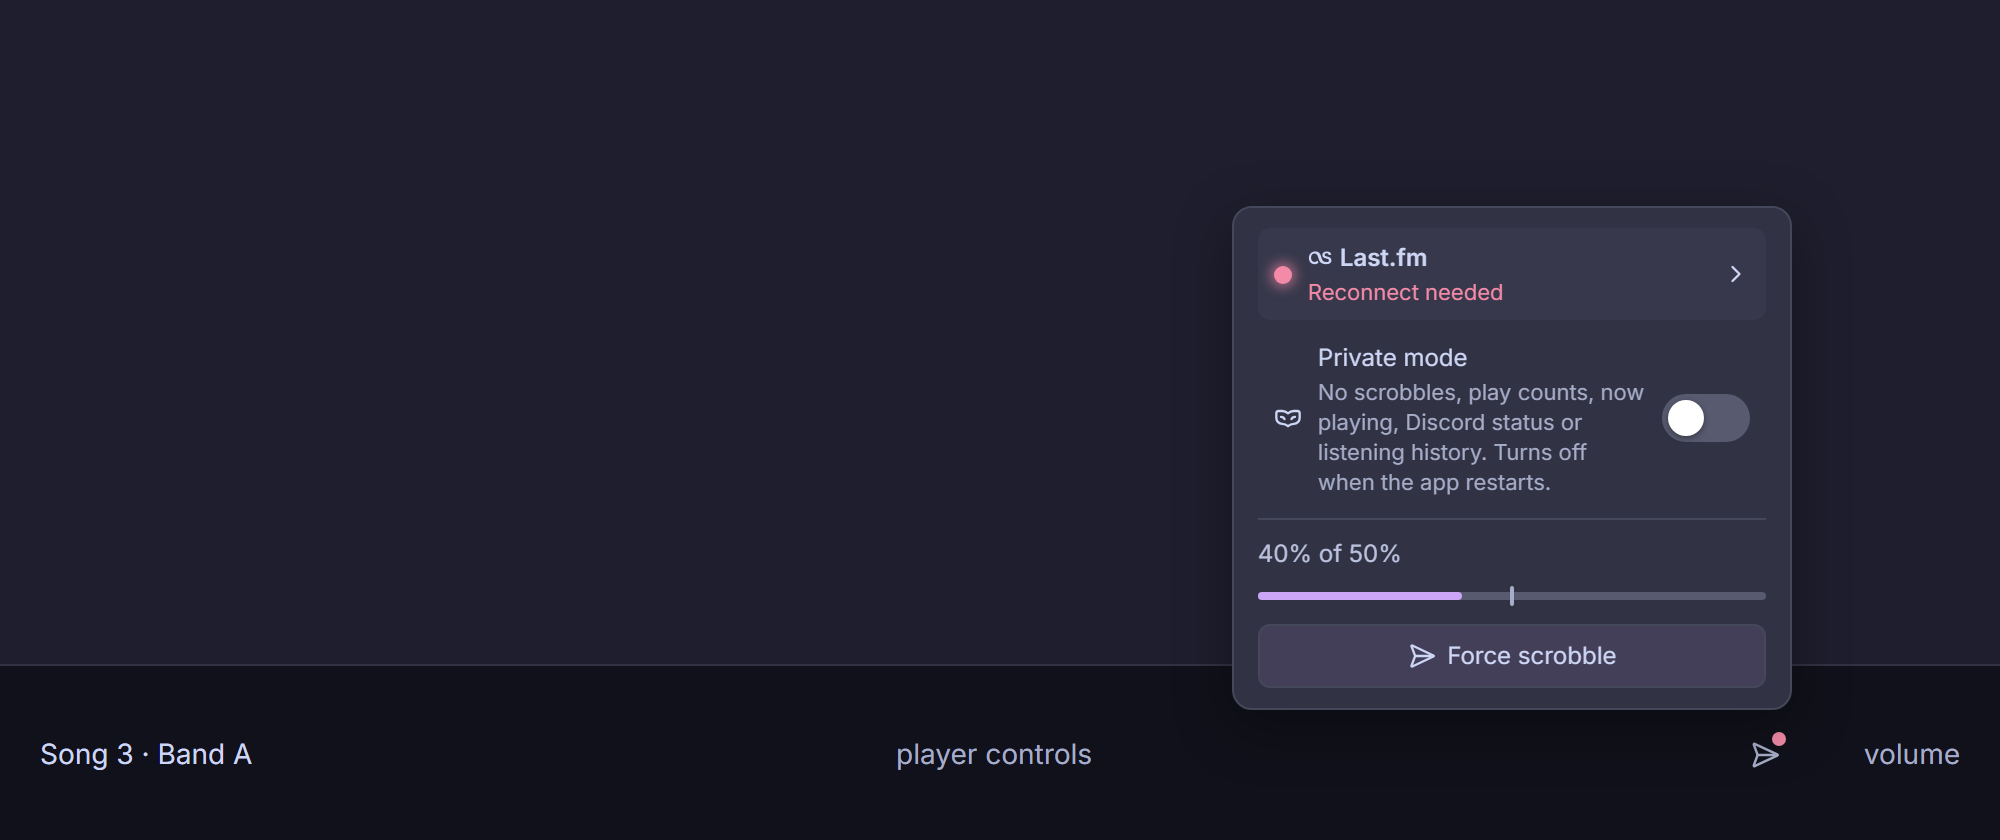 Last.fm
Reconnect needed
Private mode
No scrobbles, play counts, now
playing, Discord status or
listening history. Turns off
when the app restarts.
40% of 50%
Force scrobble
Song 3 · Band A
player controls
volume